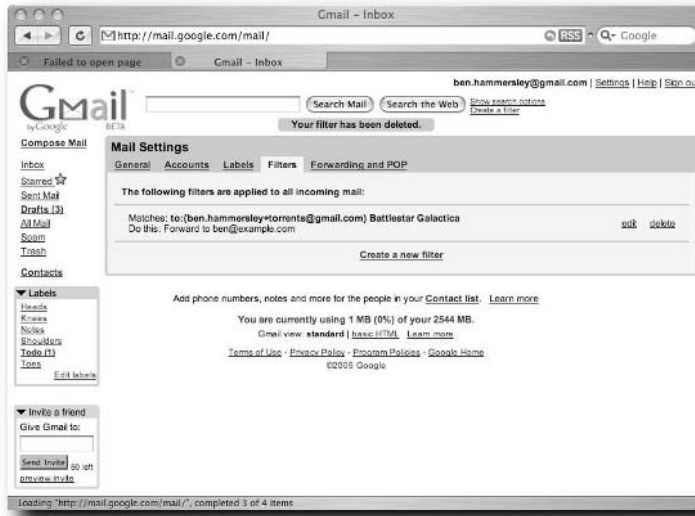 Gmail – Inbox
http://mail.google.com/mail/
RSS
Google
Failed to open page
Gmail – Inbox
ben.hammersley@gmail.com | Settings | Help | Sign ou
Gmail
by Google
BETA
Search Mail
Search the Web
Show search options
Create a filter
Your filter has been deleted.
Compose Mail
Inbox
Starred
Sent Mail
Drafts (3)
All Mail
Spam
Trash
Contacts
Labels
Heads
Knees
Notes
Shoulders
Todo (1)
Toes
Edit labels
Invite a friend
Give Gmail to:
Send Invite
50 left
preview invite
Mail Settings
General Accounts Labels Filters Forwarding and POP
The following filters are applied to all incoming mail:
Matches: to:(ben.hammersley+torrents@gmail.com) Battlestar Galactica
Do this: Forward to ben@example.com
edit delete
Create a new filter
Add phone numbers, notes and more for the people in your Contact list. Learn more
You are currently using 1 MB (0%) of your 2544 MB.
Gmail view: standard | basic HTML Learn more
Terms of Use - Privacy Policy - Program Policies - Google Home
©2005 Google
Loading "http://mail.google.com/mail/", completed 3 of 4 items